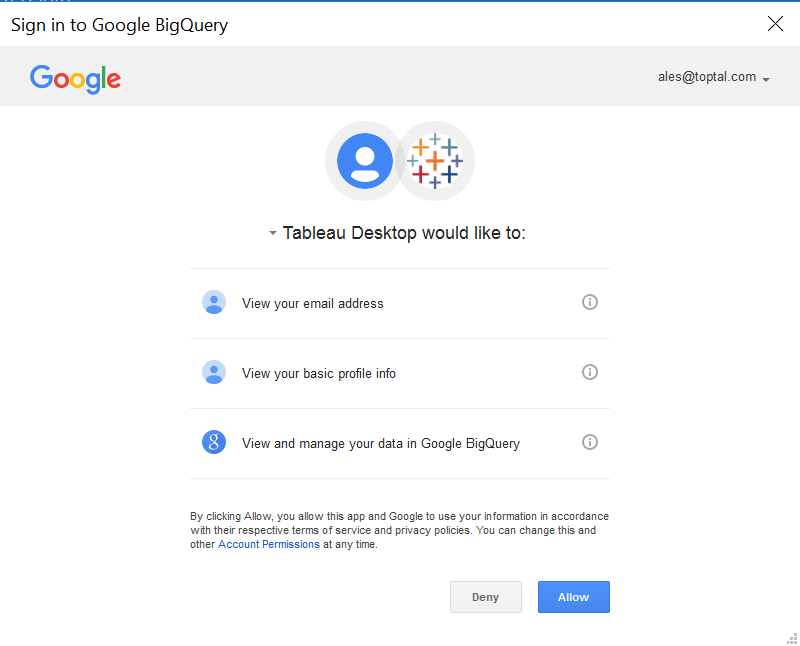 Sign in to Google BigQuery
Google
ales@toptal.com
Tableau Desktop would like to:
View your email address
View your basic profile info
View and manage your data in Google BigQuery
By clicking Allow, you allow this app and Google to use your information in accordance
with their respective terms of service and privacy policies. You can change this and
other Account Permissions at any time.
Deny
Allow